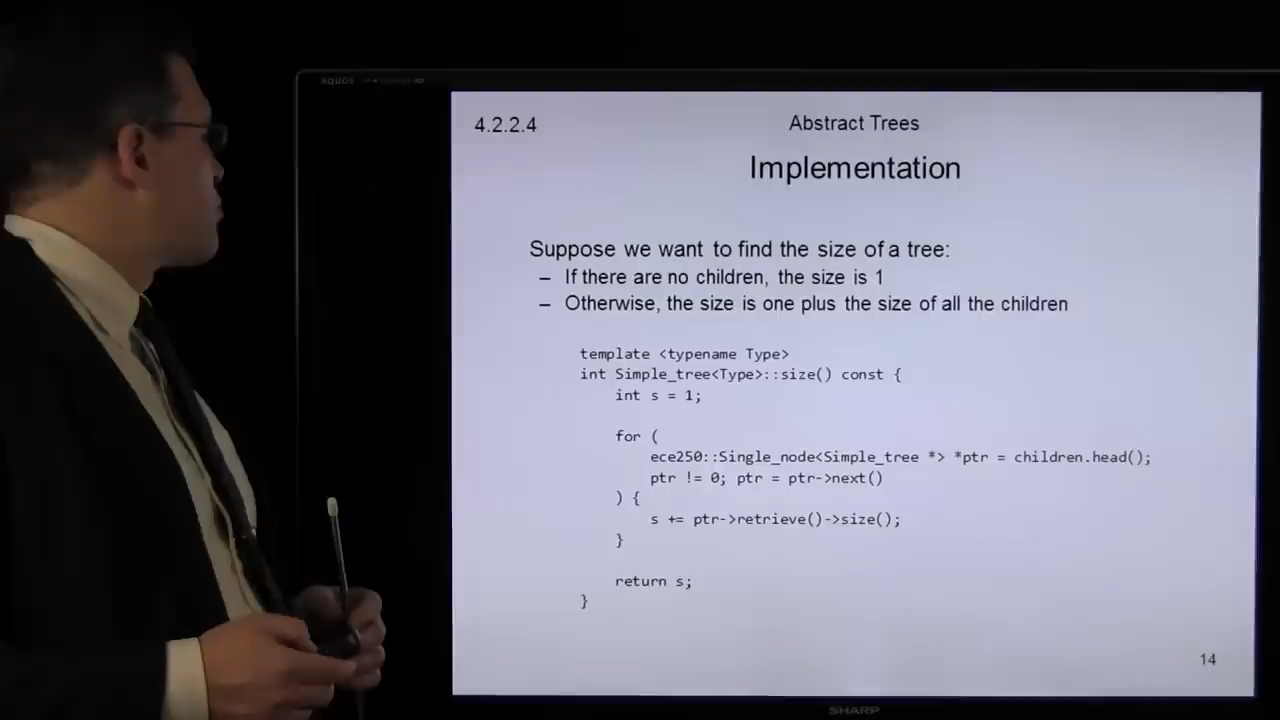 AQUOS
4.2.2.4
Abstract Trees
Implementation
Suppose we want to find the size of a tree:
– If there are no children, the size is 1
– Otherwise, the size is one plus the size of all the children
template <typename Type>
int Simple_tree<Type>::size() const {
int s = 1;
for (
ece250::Single_node<Simple_tree *> *ptr = children.head();
ptr != 0; ptr = ptr->next()
) {
s += ptr->retrieve()->size();
}
return s;
}
14
SHARP